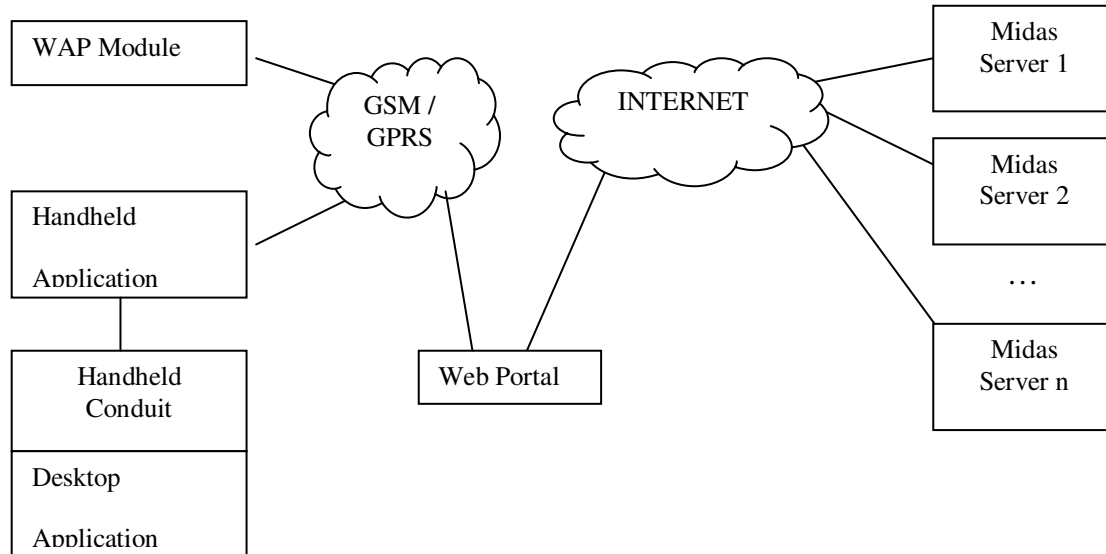 WAP Module
GSM /
GPRS
INTERNET
Midas
Server 1
Midas
Server 2
…
Midas
Server n
Handheld
Application
Handheld
Conduit
Desktop
Application
Web Portal